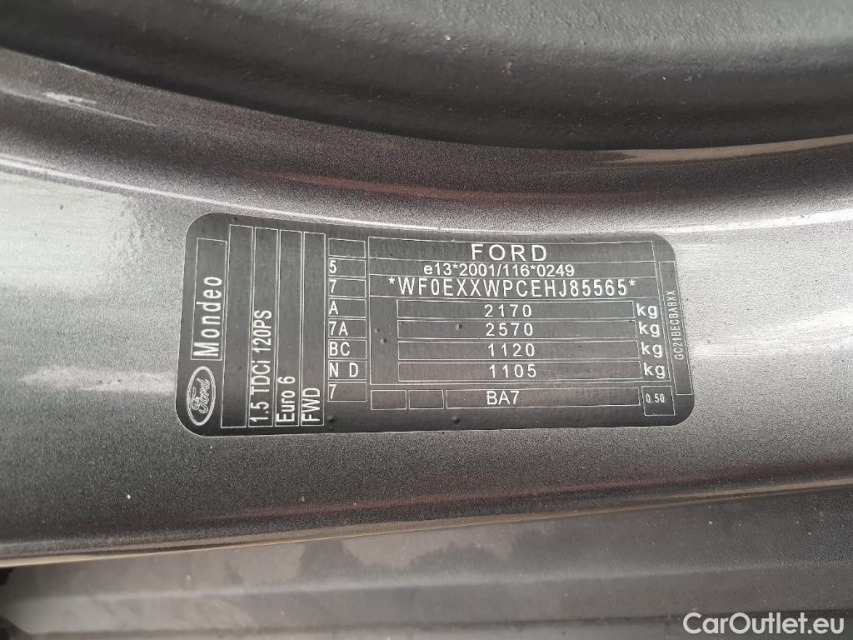 FORD
5
e13*2001/116*0249
7
*WF0EXXWPCEHJ85565*
A
2170 kg
7A
2570 kg
BC
1120 kg
N D
1105 kg
7
BA7
0.50
Ford
Mondeo
1.5 TDCi 120PS
Euro 6
FWD
GC21BECBABXX
CarOutlet.eu